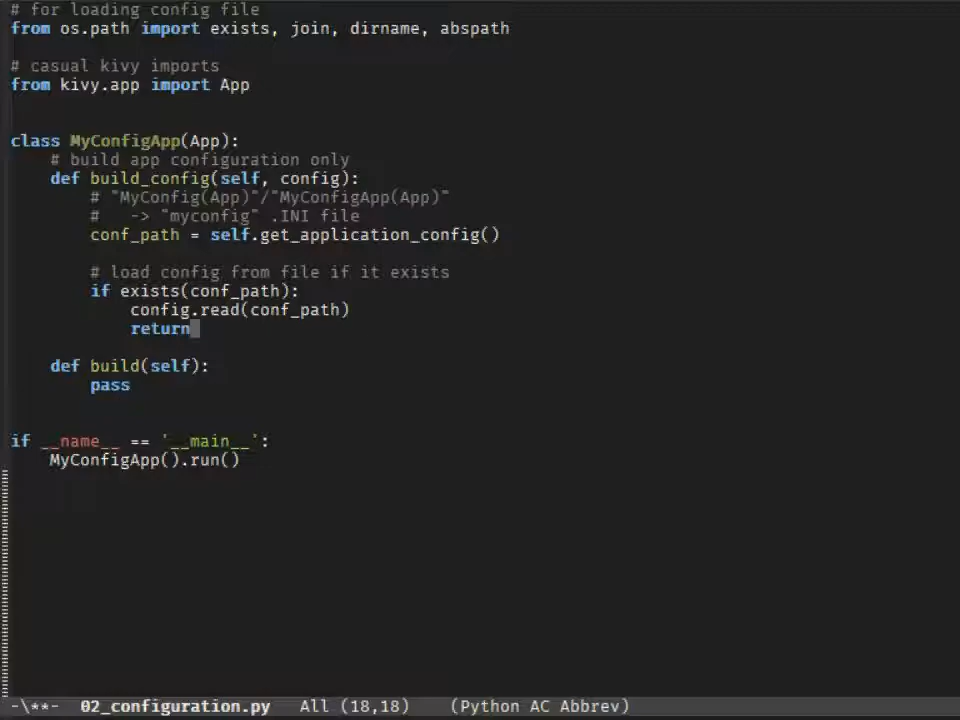 # for loading config file
from os.path import exists, join, dirname, abspath
# casual kivy imports
from kivy.app import App
class MyConfigApp(App):
    # build app configuration only
    def build_config(self, config):
        # "MyConfig(App)"/"MyConfigApp(App)"
        #   -> "myconfig" .INI file
        conf_path = self.get_application_config()
        # load config from file if it exists
        if exists(conf_path):
            config.read(conf_path)
            return
    def build(self):
        pass
if __name__ == '__main__':
    MyConfigApp().run()
-\**-  02_configuration.py   All (18,18)    (Python AC Abbrev)